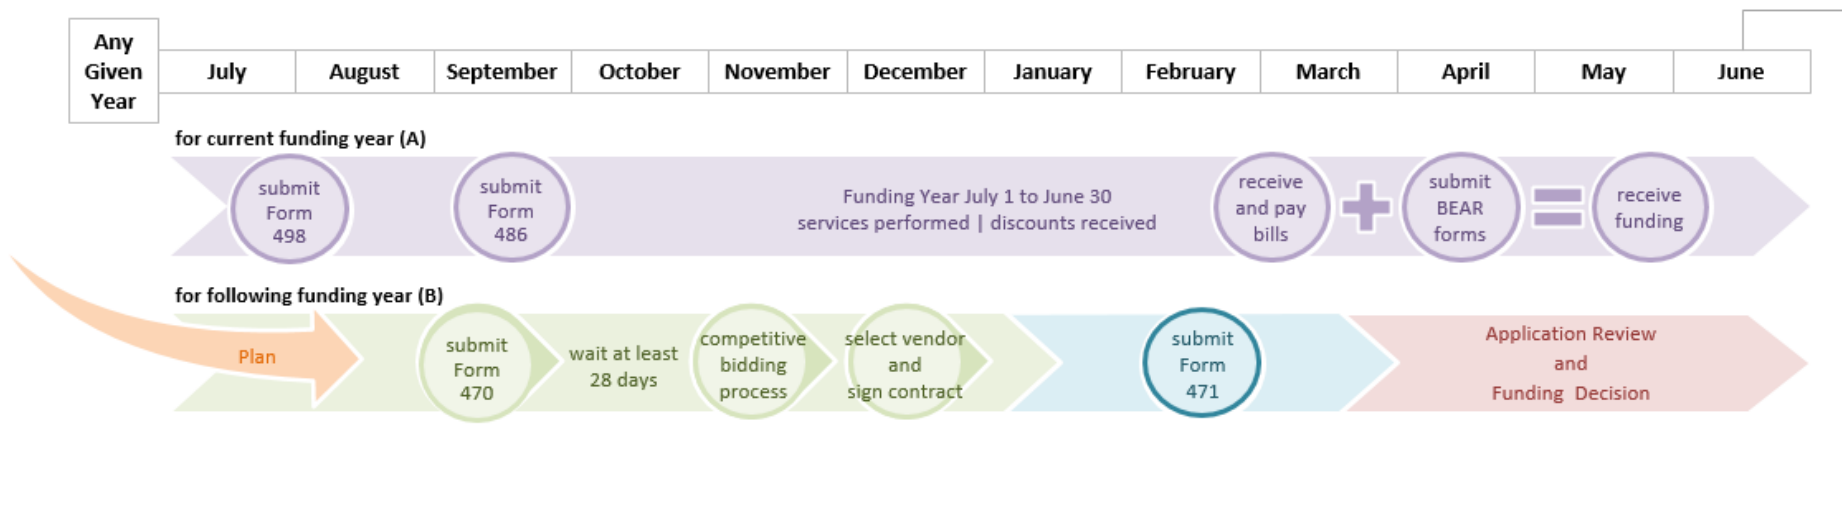 Any
Given
Year
July August September October November December January February March April May June
for current funding year (A)
submit
Form
498
submit
Form
486
Funding Year July 1 to June 30
services performed | discounts received
receive
and pay
bills
+
submit
BEAR
forms
=
receive
funding
for following funding year (B)
Plan
submit
Form
470
wait at least
28 days
competitive
bidding
process
select vendor
and
sign contract
submit
Form
471
Application Review
and
Funding Decision